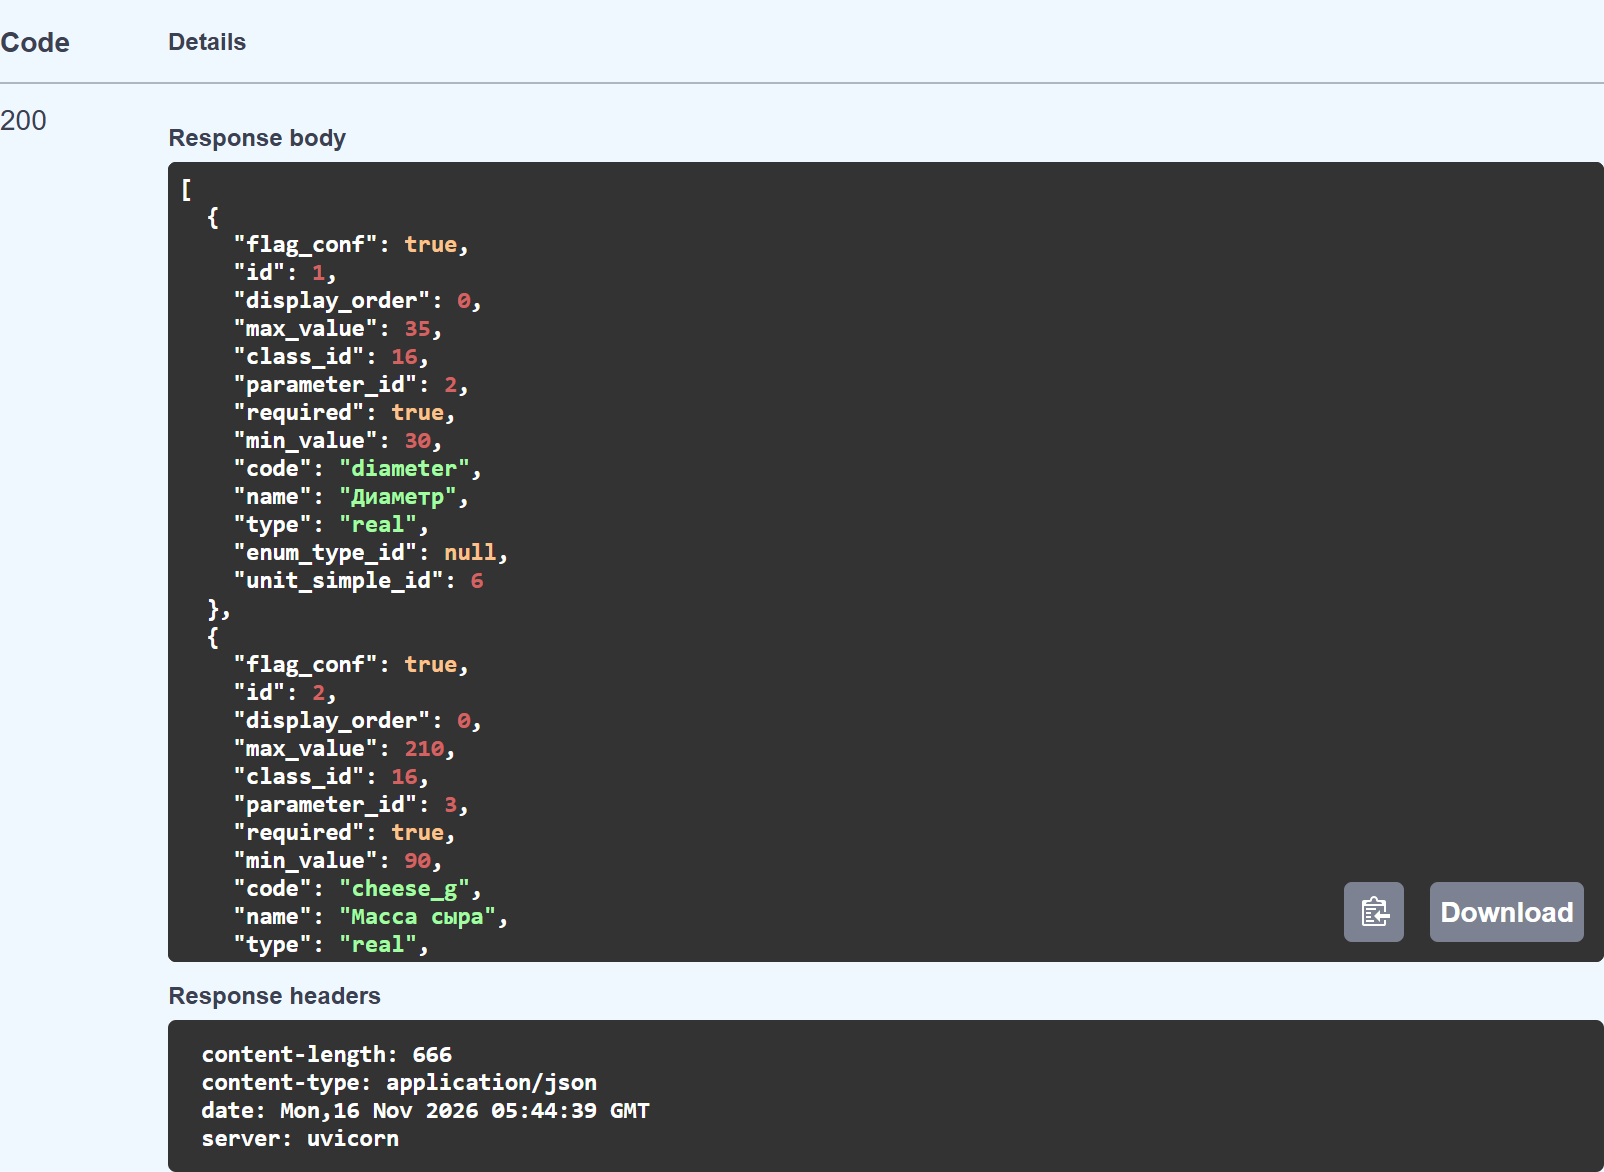 Code Details
200
Response body
[
  {
    "flag_conf": true,
    "id": 1,
    "display_order": 0,
    "max_value": 35,
    "class_id": 16,
    "parameter_id": 2,
    "required": true,
    "min_value": 30,
    "code": "diameter",
    "name": "Диаметр",
    "type": "real",
    "enum_type_id": null,
    "unit_simple_id": 6
  },
  {
    "flag_conf": true,
    "id": 2,
    "display_order": 0,
    "max_value": 210,
    "class_id": 16,
    "parameter_id": 3,
    "required": true,
    "min_value": 90,
    "code": "cheese_g",
    "name": "Масса сыра",
    "type": "real",
Download
Response headers
content-length: 666
content-type: application/json
date: Mon,16 Nov 2026 05:44:39 GMT
server: uvicorn